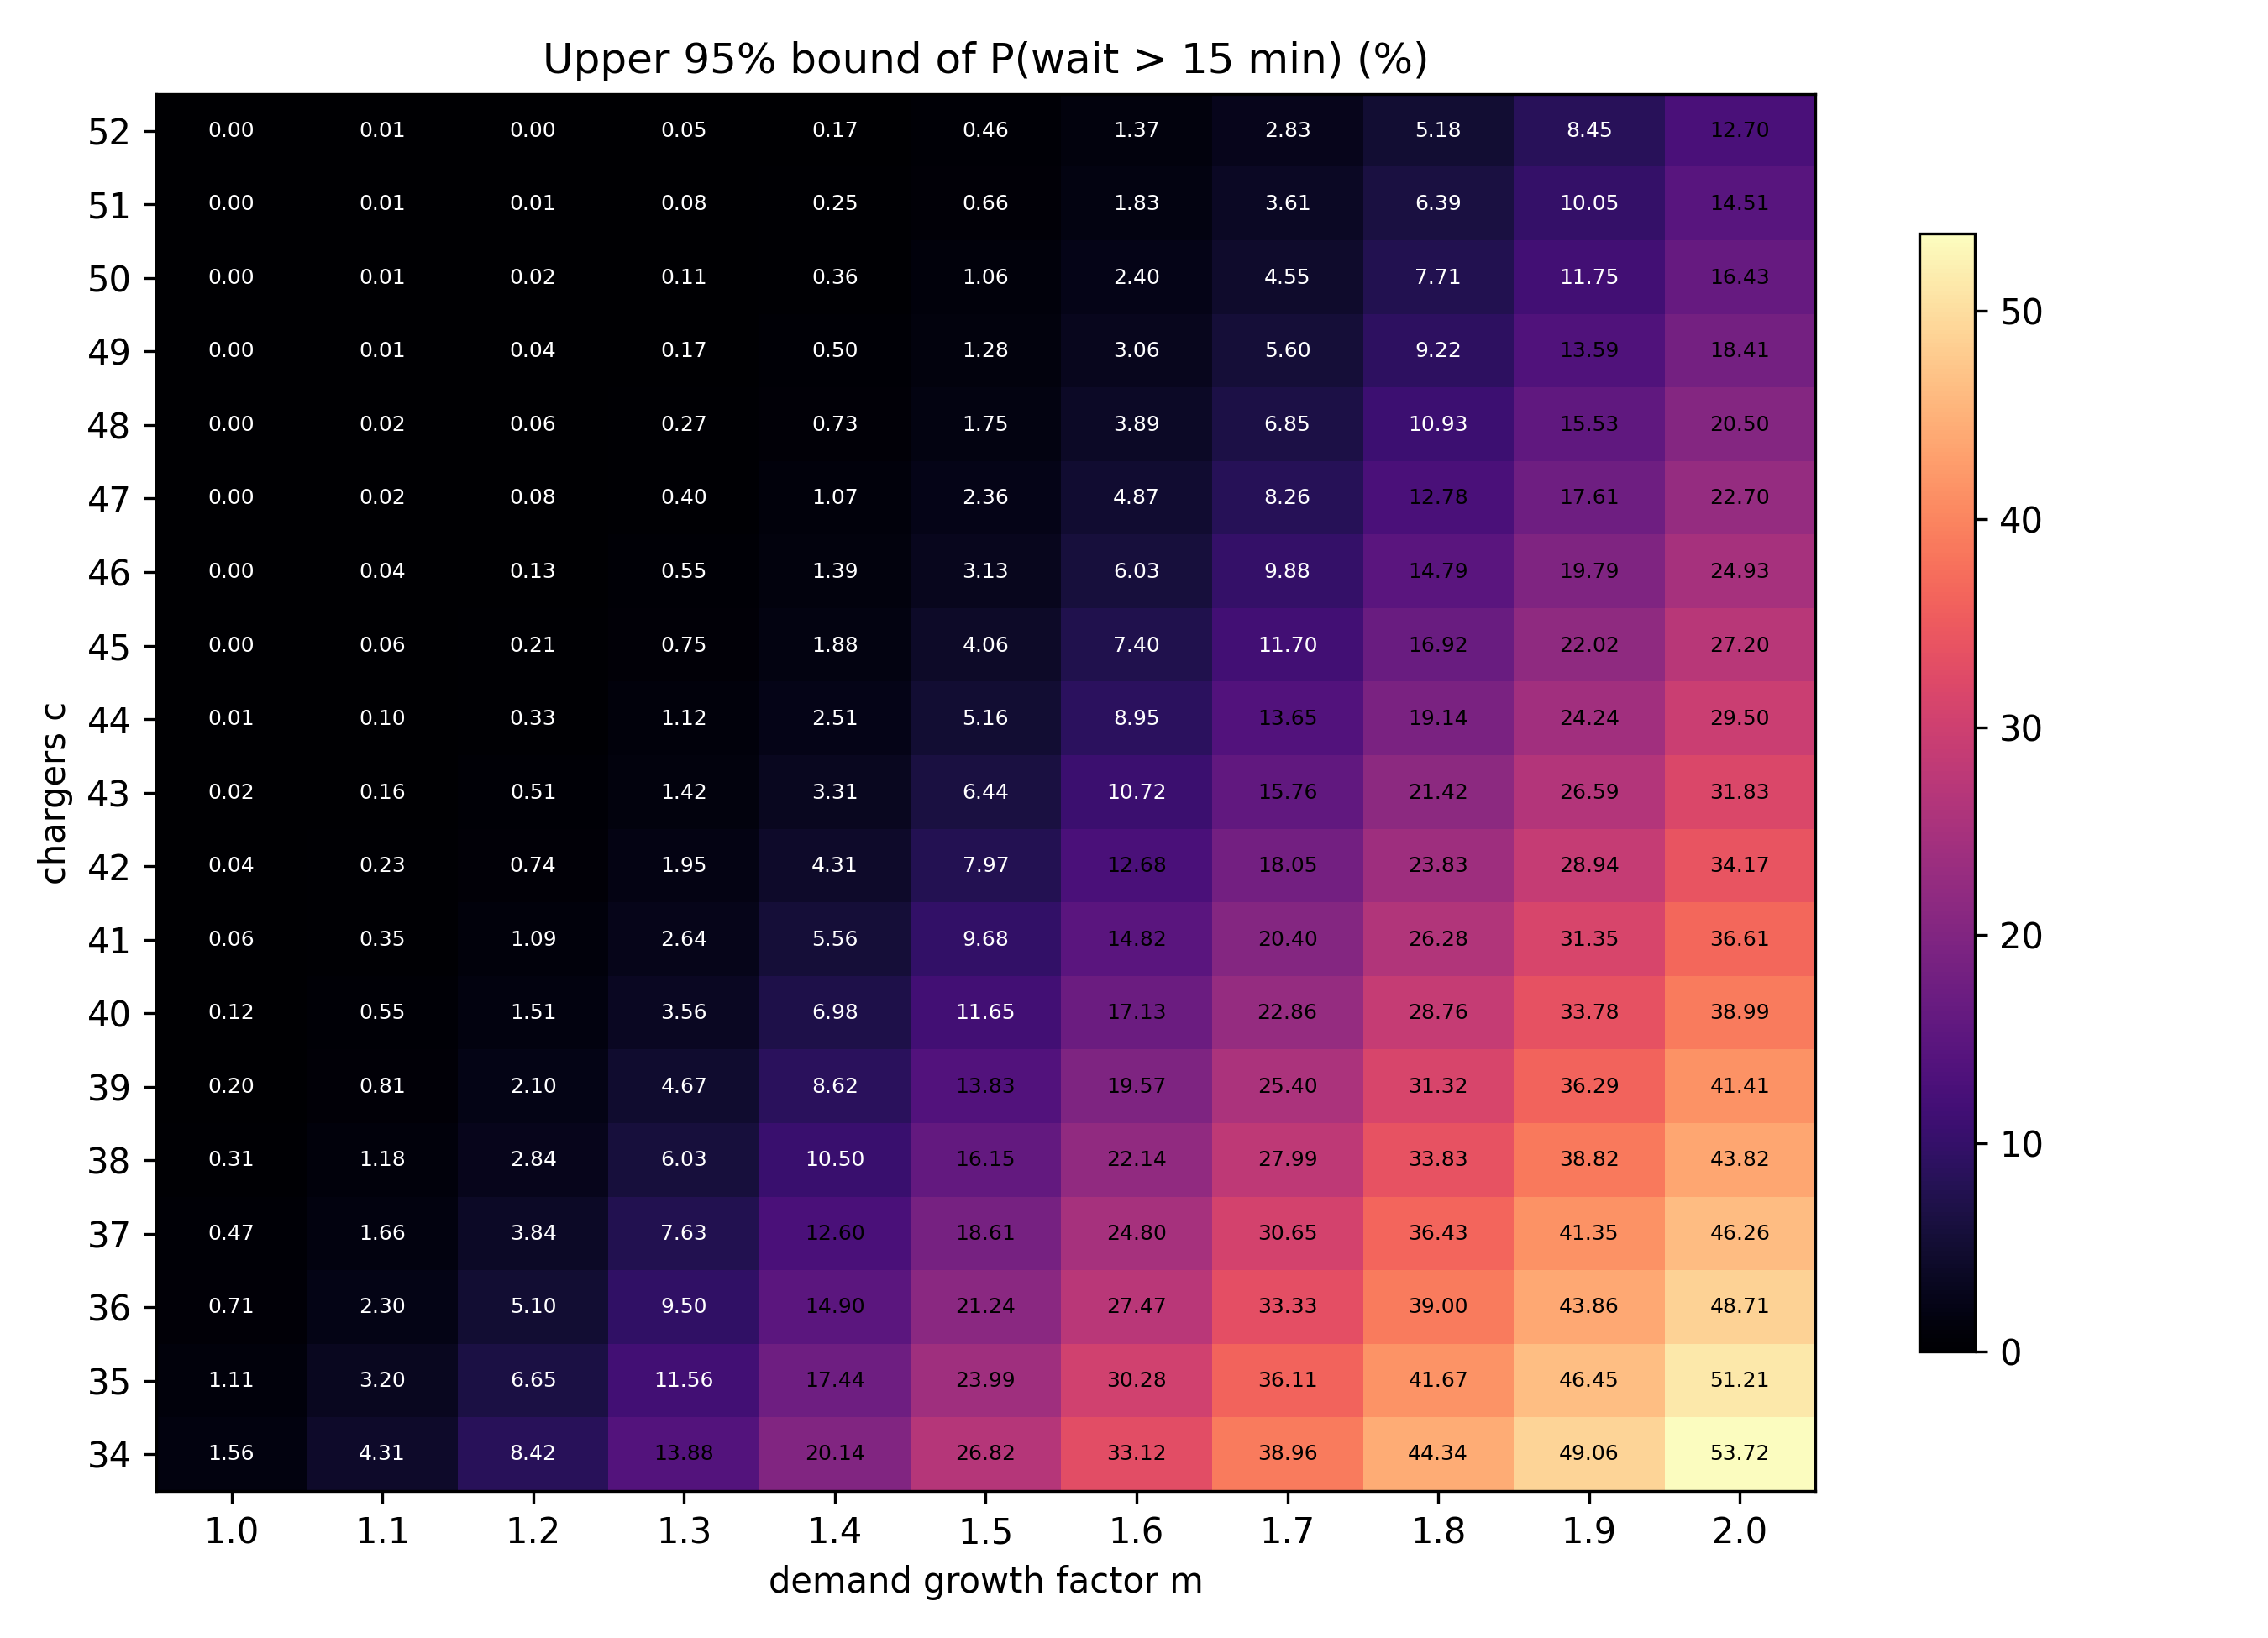 Upper 95% bound of P(wait > 15 min) (%)
chargers c
52 0.00 0.01 0.00 0.05 0.17 0.46 1.37 2.83 5.18 8.45 12.70
51 0.00 0.01 0.01 0.08 0.25 0.66 1.83 3.61 6.39 10.05 14.51
50 0.00 0.01 0.02 0.11 0.36 1.06 2.40 4.55 7.71 11.75 16.43
49 0.00 0.01 0.04 0.17 0.50 1.28 3.06 5.60 9.22 13.59 18.41
48 0.00 0.02 0.06 0.27 0.73 1.75 3.89 6.85 10.93 15.53 20.50
47 0.00 0.02 0.08 0.40 1.07 2.36 4.87 8.26 12.78 17.61 22.70
46 0.00 0.04 0.13 0.55 1.39 3.13 6.03 9.88 14.79 19.79 24.93
45 0.00 0.06 0.21 0.75 1.88 4.06 7.40 11.70 16.92 22.02 27.20
44 0.01 0.10 0.33 1.12 2.51 5.16 8.95 13.65 19.14 24.24 29.50
43 0.02 0.16 0.51 1.42 3.31 6.44 10.72 15.76 21.42 26.59 31.83
42 0.04 0.23 0.74 1.95 4.31 7.97 12.68 18.05 23.83 28.94 34.17
41 0.06 0.35 1.09 2.64 5.56 9.68 14.82 20.40 26.28 31.35 36.61
40 0.12 0.55 1.51 3.56 6.98 11.65 17.13 22.86 28.76 33.78 38.99
39 0.20 0.81 2.10 4.67 8.62 13.83 19.57 25.40 31.32 36.29 41.41
38 0.31 1.18 2.84 6.03 10.50 16.15 22.14 27.99 33.83 38.82 43.82
37 0.47 1.66 3.84 7.63 12.60 18.61 24.80 30.65 36.43 41.35 46.26
36 0.71 2.30 5.10 9.50 14.90 21.24 27.47 33.33 39.00 43.86 48.71
35 1.11 3.20 6.65 11.56 17.44 23.99 30.28 36.11 41.67 46.45 51.21
34 1.56 4.31 8.42 13.88 20.14 26.82 33.12 38.96 44.34 49.06 53.72
1.0 1.1 1.2 1.3 1.4 1.5 1.6 1.7 1.8 1.9 2.0
demand growth factor m
50
40
30
20
10
0